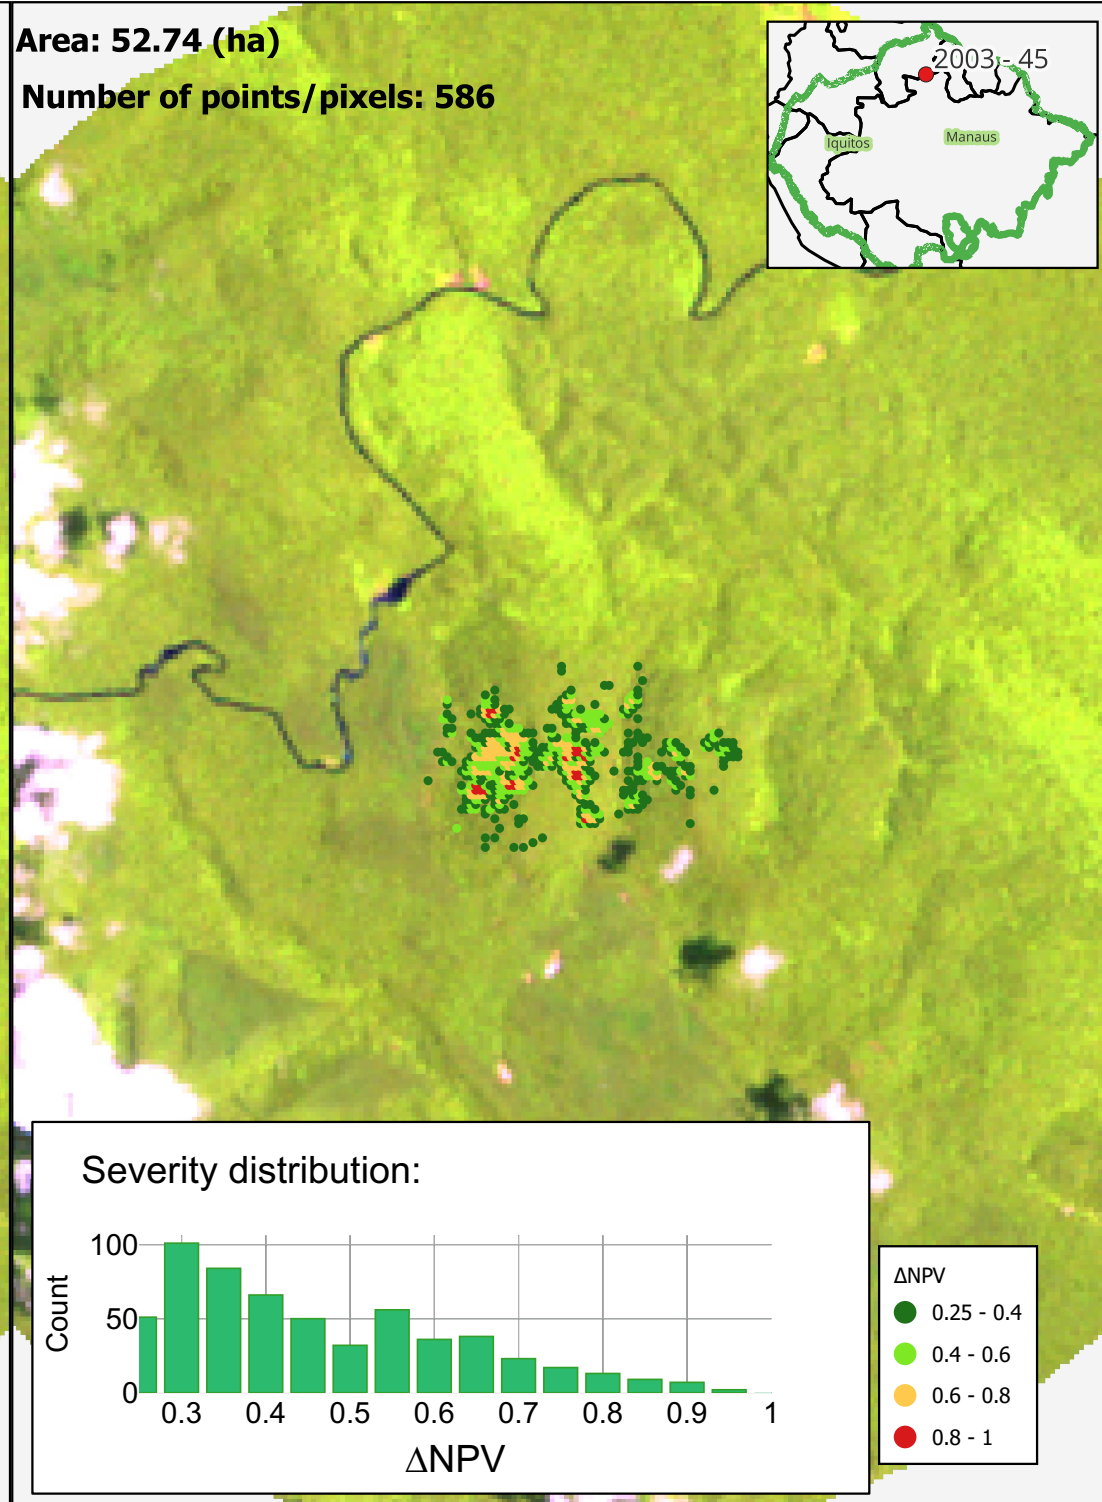 Area: 52.74 (ha)
Number of points/pixels: 586
2003 - 45
Iquitos
Manaus
Severity distribution:
100
50
0
Count
0.3 0.4 0.5 0.6 0.7 0.8 0.9 1
ΔNPV
ΔNPV
0.25 - 0.4
0.4 - 0.6
0.6 - 0.8
0.8 - 1